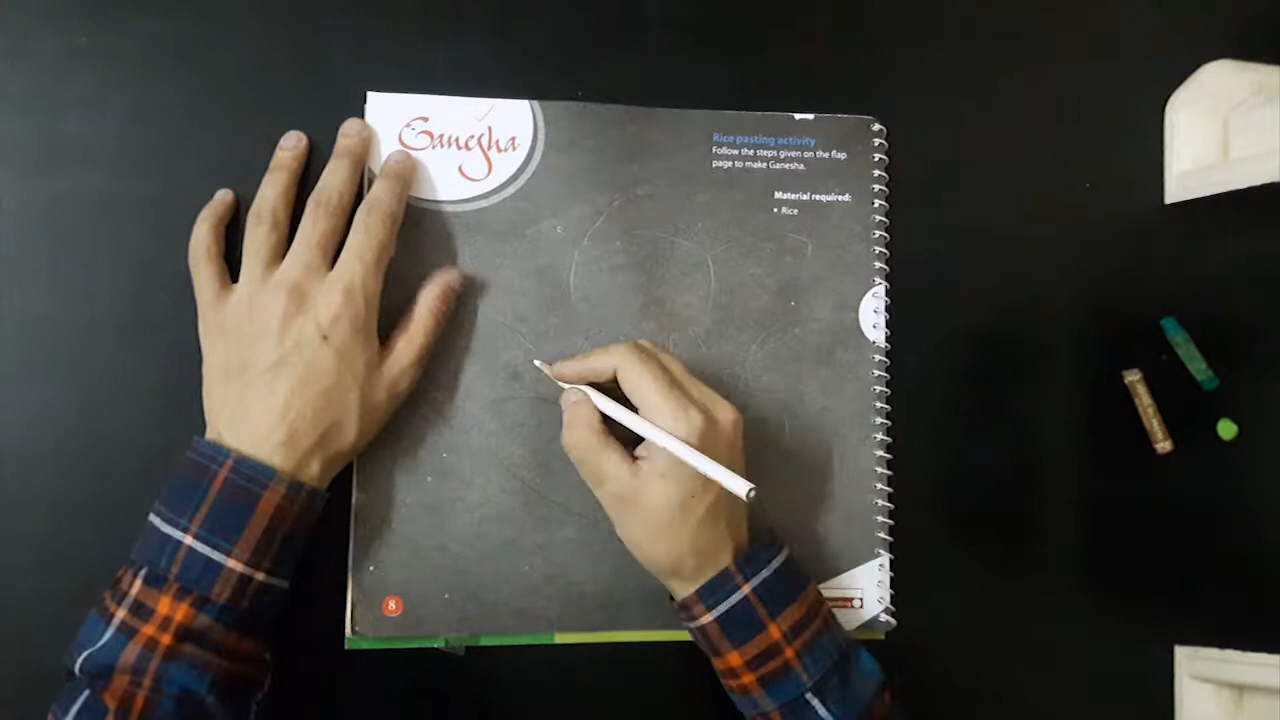 Ganesha
Rice pasting activity
Follow the steps given on the flap
page to make Ganesha.
Material required:
• Rice
8